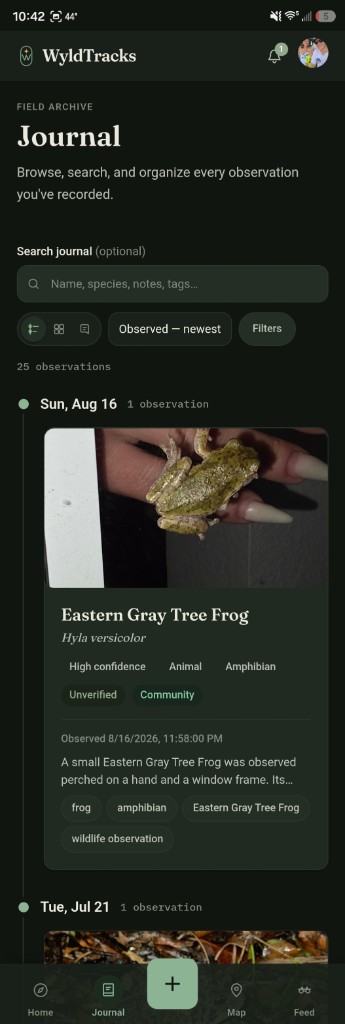 10:42 44° 5
WyldTracks 1
FIELD ARCHIVE
Journal
Browse, search, and organize every observation
you've recorded.
Search journal (optional)
Name, species, notes, tags...
Observed — newest Filters
25 observations
Sun, Aug 16 1 observation
Eastern Gray Tree Frog
Hyla versicolor
High confidence Animal Amphibian
Unverified Community
Observed 8/16/2026, 11:58:00 PM
A small Eastern Gray Tree Frog was observed
perched on a hand and a window frame. Its...
frog amphibian Eastern Gray Tree Frog
wildlife observation
Tue, Jul 21 1 observation
Home Journal + Map Feed